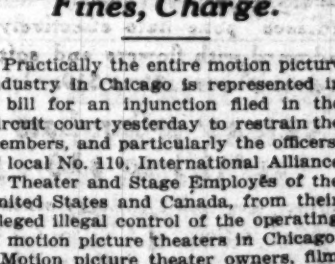 Fines, Charge.
Practically the entire motion pictur
dustry in Chicago is represented i
bill for an injunction filed in th
rcuit court yesterday to restrain the
embers, and particularly the officers
local No. 110, International Alliance
Theater and Stage Employés of the
nited States and Canada, from their
leged illegal control of the operating
motion picture theaters in Chicago
Motion picture theater owners, film